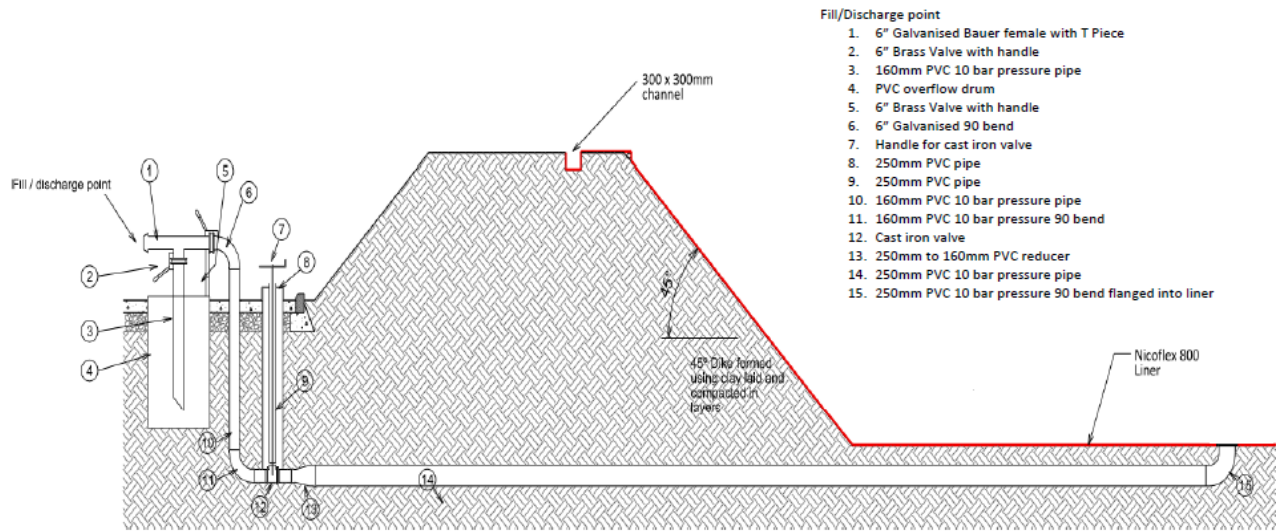 Fill/Discharge point
1. 6" Galvanised Bauer female with T Piece
2. 6" Brass Valve with handle
3. 160mm PVC 10 bar pressure pipe
4. PVC overflow drum
5. 6" Brass Valve with handle
6. 6" Galvanised 90 bend
7. Handle for cast iron valve
8. 250mm PVC pipe
9. 250mm PVC pipe
10. 160mm PVC 10 bar pressure pipe
11. 160mm PVC 10 bar pressure 90 bend
12. Cast iron valve
13. 250mm to 160mm PVC reducer
14. 250mm PVC 10 bar pressure pipe
15. 250mm PVC 10 bar pressure 90 bend flanged into liner
300 x 300mm
channel
Fill / discharge point
1
5
6
7
2
8
3
4
9
10
11
12
13
14
15
45°
45° Dike formed
using clay laid and
compacted in
layers
Nicoflex 800
Liner